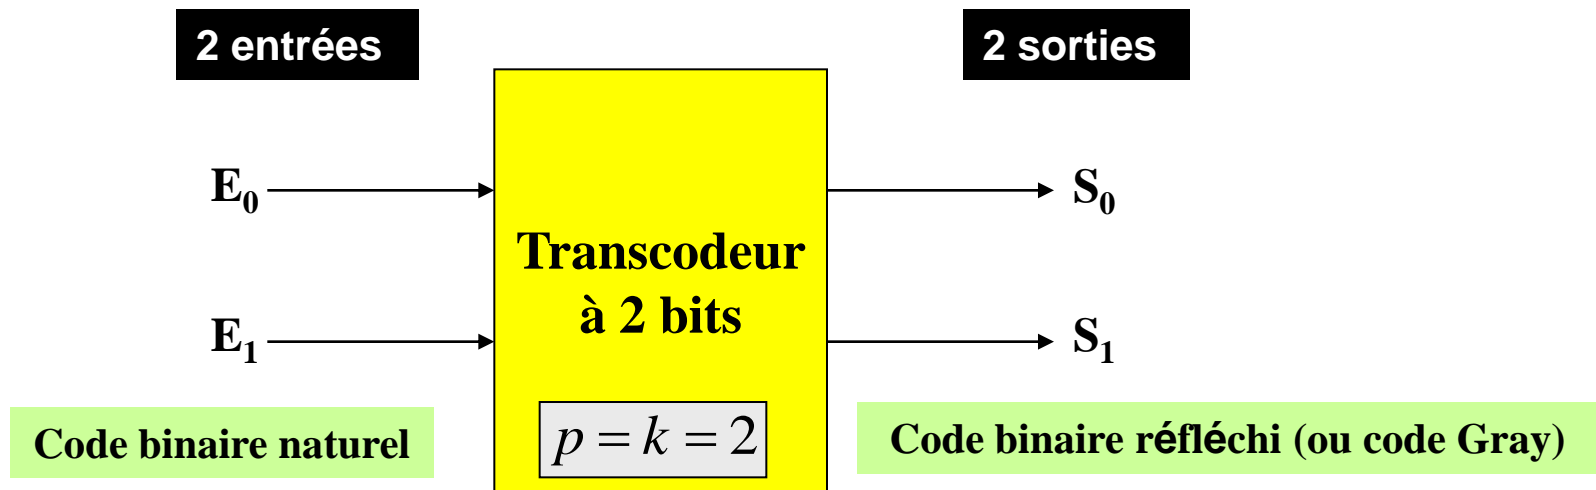 2 entrées
2 sorties
E₀
S₀
Transcodeur
à 2 bits
E₁
S₁
p = k = 2
Code binaire naturel
Code binaire réfléchi (ou code Gray)